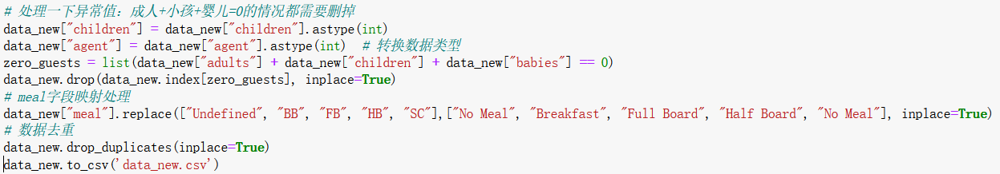 # 处理一下异常值：成人+小孩+婴儿=0的情况都需要删掉
data_new["children"] = data_new["children"].astype(int)
data_new["agent"] = data_new["agent"].astype(int)  # 转换数据类型
zero_guests = list(data_new["adults"] + data_new["children"] + data_new["babies"] == 0)
data_new.drop(data_new.index[zero_guests], inplace=True)
# meal字段映射处理
data_new["meal"].replace(["Undefined", "BB", "FB", "HB", "SC"],["No Meal", "Breakfast", "Full Board", "Half Board", "No Meal"], inplace=True)
# 数据去重
data_new.drop_duplicates(inplace=True)
data_new.to_csv('data_new.csv')